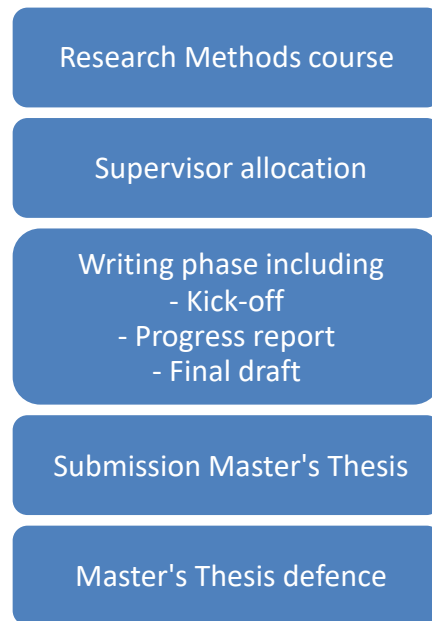 Research Methods course
Supervisor allocation
Writing phase including
- Kick-off
- Progress report
- Final draft
Submission Master's Thesis
Master's Thesis defence